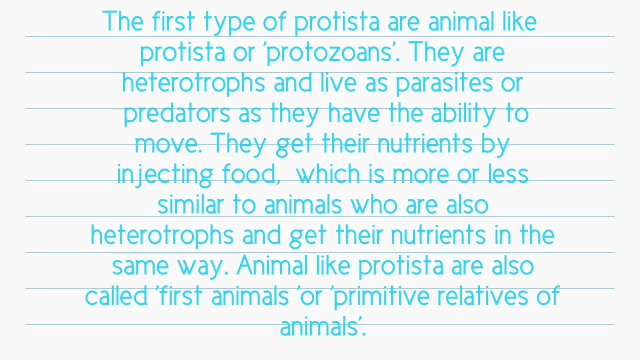 The first type of protista are animal like
protista or 'protozoans'. They are
heterotrophs and live as parasites or
predators as they have the ability to
move. They get their nutrients by
injecting food,  which is more or less
similar to animals who are also
heterotrophs and get their nutrients in the
same way. Animal like protista are also
called 'first animals 'or 'primitive relatives of
animals'.